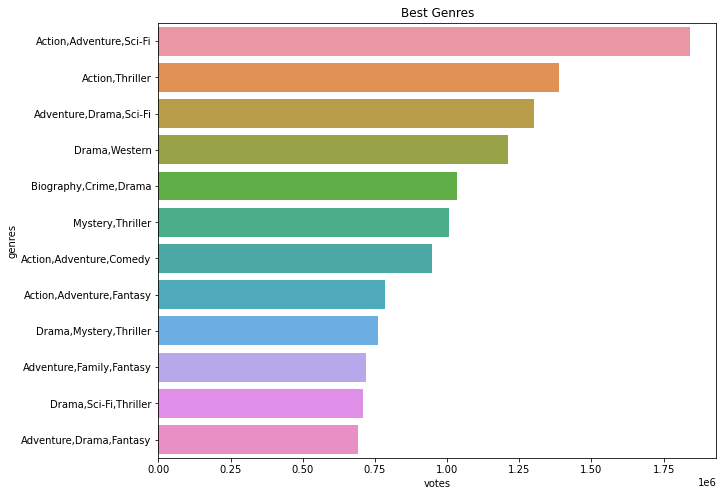 Best Genres
genres
Action,Adventure,Sci-Fi
Action,Thriller
Adventure,Drama,Sci-Fi
Drama,Western
Biography,Crime,Drama
Mystery,Thriller
Action,Adventure,Comedy
Action,Adventure,Fantasy
Drama,Mystery,Thriller
Adventure,Family,Fantasy
Drama,Sci-Fi,Thriller
Adventure,Drama,Fantasy
0.00 0.25 0.50 0.75 1.00 1.25 1.50 1.75
1e6
votes